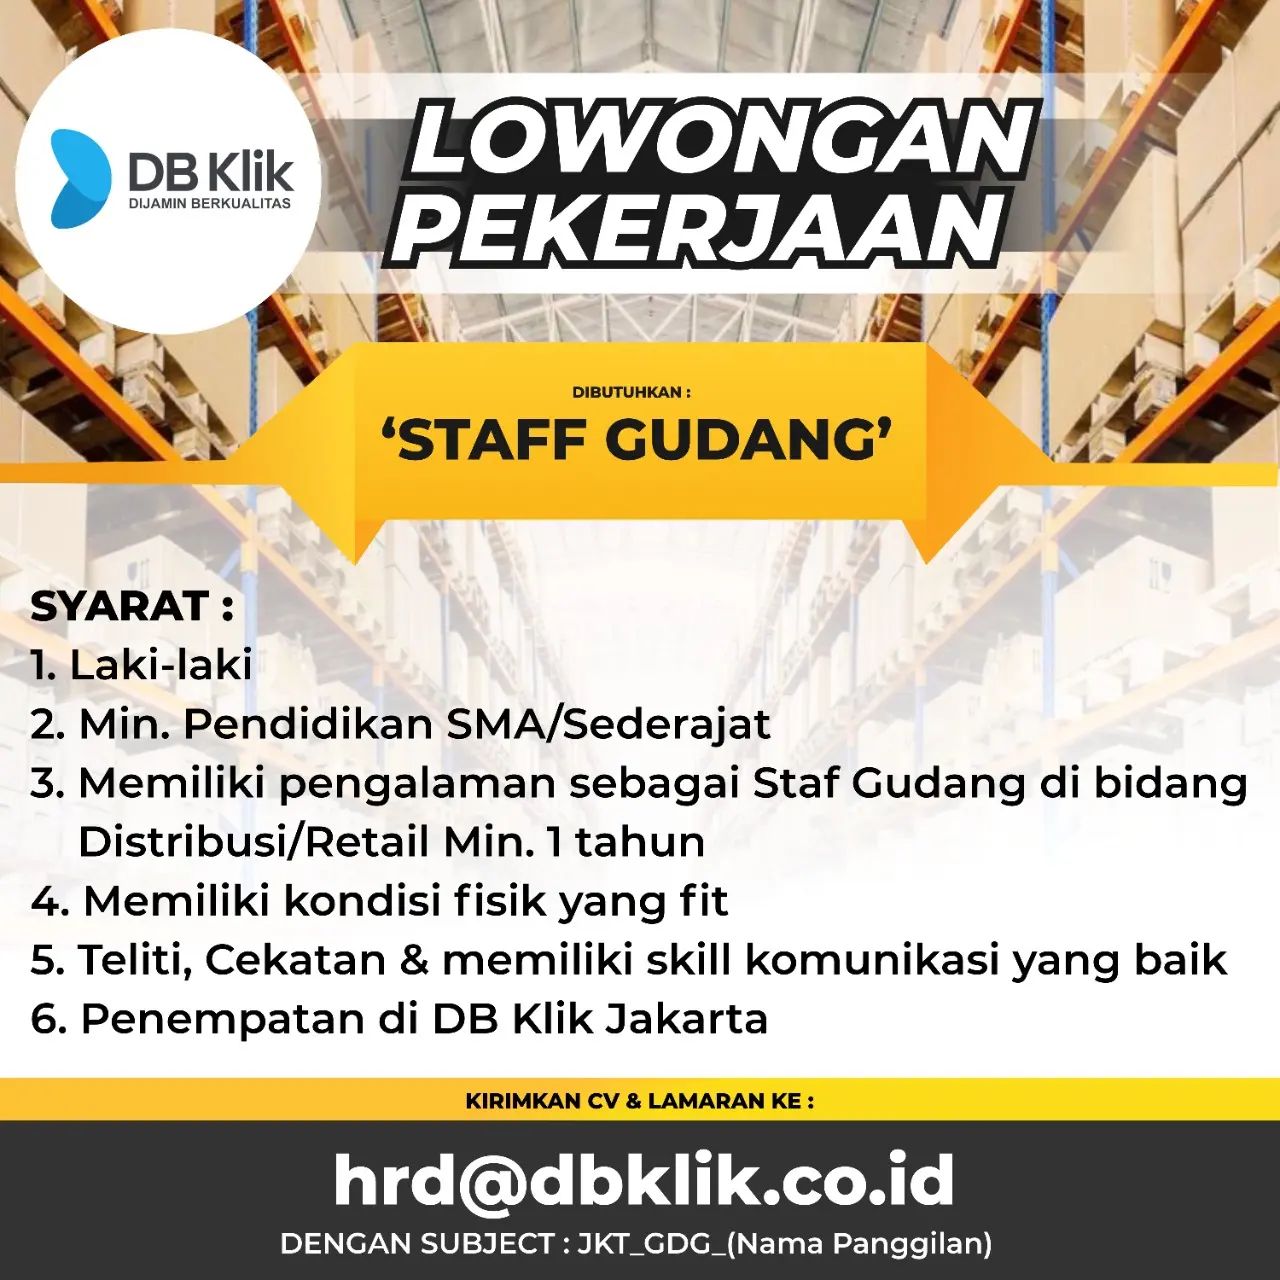 DB Klik
DIJAMIN BERKUALITAS
LOWONGAN
PEKERJAAN
DIBUTUHKAN :
‘STAFF GUDANG’
SYARAT :
1. Laki-laki
2. Min. Pendidikan SMA/Sederajat
3. Memiliki pengalaman sebagai Staf Gudang di bidang
Distribusi/Retail Min. 1 tahun
4. Memiliki kondisi fisik yang fit
5. Teliti, Cekatan & memiliki skill komunikasi yang baik
6. Penempatan di DB Klik Jakarta
KIRIMKAN CV & LAMARAN KE :
hrd@dbklik.co.id
DENGAN SUBJECT : JKT_GDG_(Nama Panggilan)